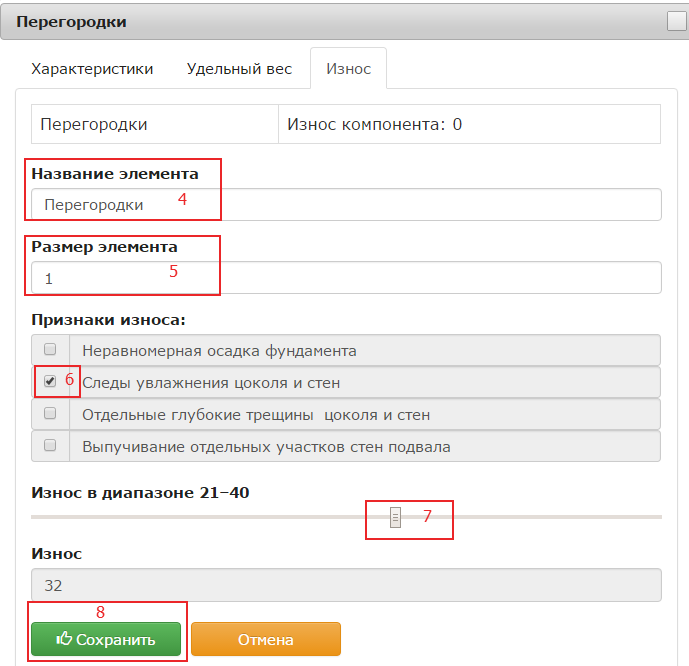 Перегородки
Характеристики Удельный вес Износ
Перегородки Износ компонента: 0
Название элемента
Перегородки 4
Размер элемента
1 5
Признаки износа:
Неравномерная осадка фундамента
6 Следы увлажнения цоколя и стен
Отдельные глубокие трещины цоколя и стен
Выпучивание отдельных участков стен подвала
Износ в диапазоне 21–40
7
Износ
32
8
Сохранить Отмена